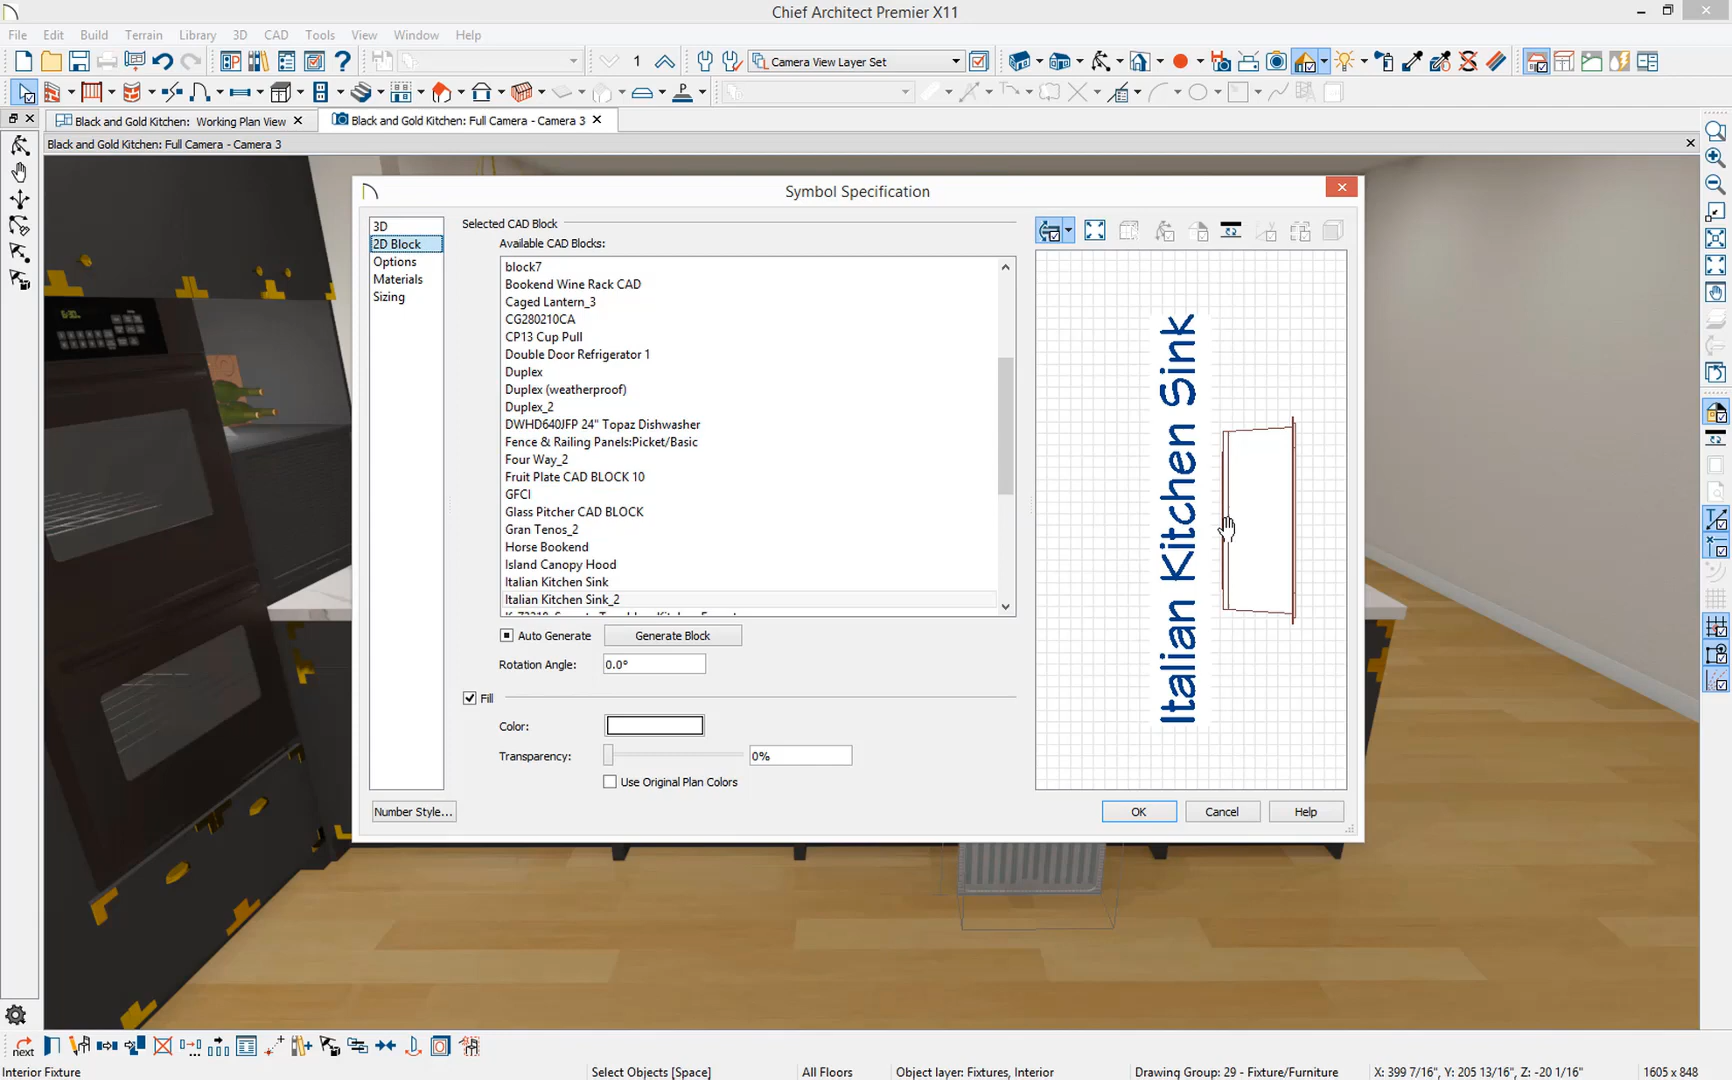 Chief Architect Premier X11
File Edit Build Terrain Library 3D CAD Tools View Window Help
1 Camera View Layer Set
Black and Gold Kitchen: Working Plan View
Black and Gold Kitchen: Full Camera - Camera 3
Black and Gold Kitchen: Full Camera - Camera 3
Symbol Specification
3D
2D Block
Options
Materials
Sizing
Selected CAD Block
Available CAD Blocks:
block7
Bookend Wine Rack CAD
Caged Lantern_3
CG280210CA
CP13 Cup Pull
Double Door Refrigerator 1
Duplex
Duplex (weatherproof)
Duplex_2
DWHD640JFP 24" Topaz Dishwasher
Fence & Railing Panels:Picket/Basic
Four Way_2
Fruit Plate CAD BLOCK 10
GFCI
Glass Pitcher CAD BLOCK
Gran Tenos_2
Horse Bookend
Island Canopy Hood
Italian Kitchen Sink
Italian Kitchen Sink_2
Auto Generate Generate Block
Rotation Angle: 0.0°
Fill
Color:
Transparency: 0%
Use Original Plan Colors
Italian Kitchen Sink
Number Style... OK Cancel Help
next
Interior Fixture Select Objects [Space] All Floors Object layer: Fixtures, Interior Drawing Group: 29 - Fixture/Furniture X: 399 7/16", Y: 205 13/16", Z: -20 1/16" 1605 x 848